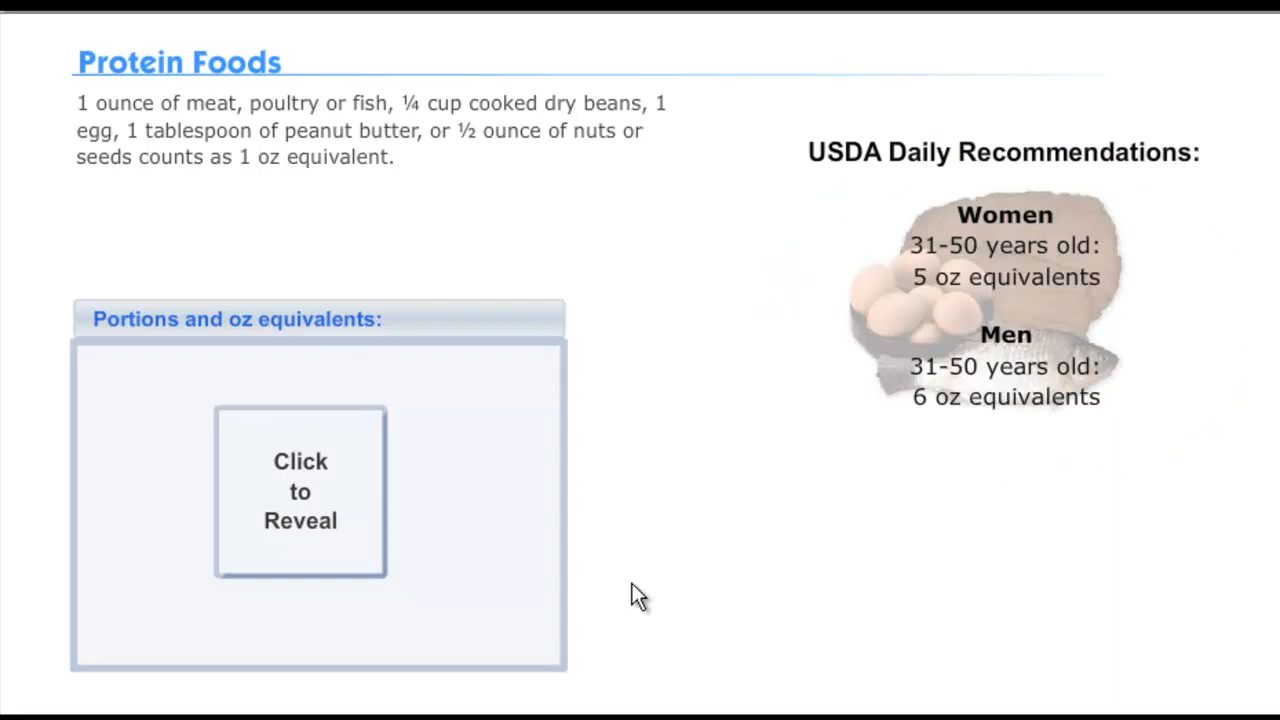 Protein Foods
1 ounce of meat, poultry or fish, ¼ cup cooked dry beans, 1
egg, 1 tablespoon of peanut butter, or ½ ounce of nuts or
seeds counts as 1 oz equivalent.
USDA Daily Recommendations:
Women
31-50 years old:
5 oz equivalents
Men
31-50 years old:
6 oz equivalents
Portions and oz equivalents:
Click
to
Reveal